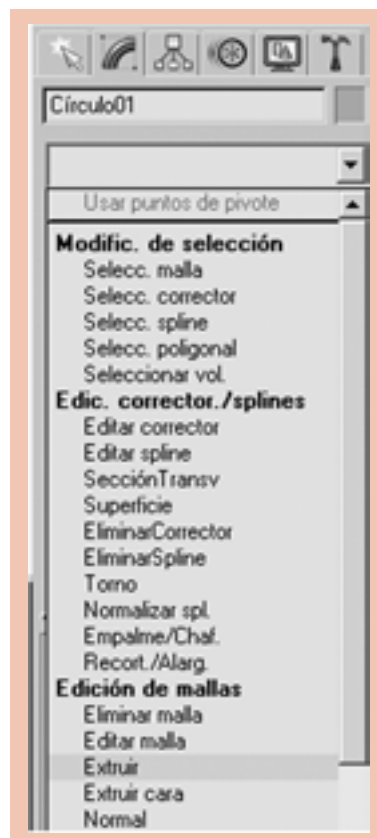 Círculo01
Usar puntos de pivote
Modific. de selección
Selecc. malla
Selecc. corrector
Selecc. spline
Selecc. poligonal
Seleccionar vol.
Edic. corrector./splines
Editar corrector
Editar spline
SecciónTransv
Superficie
EliminarCorrector
EliminarSpline
Torno
Normalizar spl.
Empalme/Chaf.
Recort./Alarg.
Edición de mallas
Eliminar malla
Editar malla
Extruir
Extruir cara
Normal